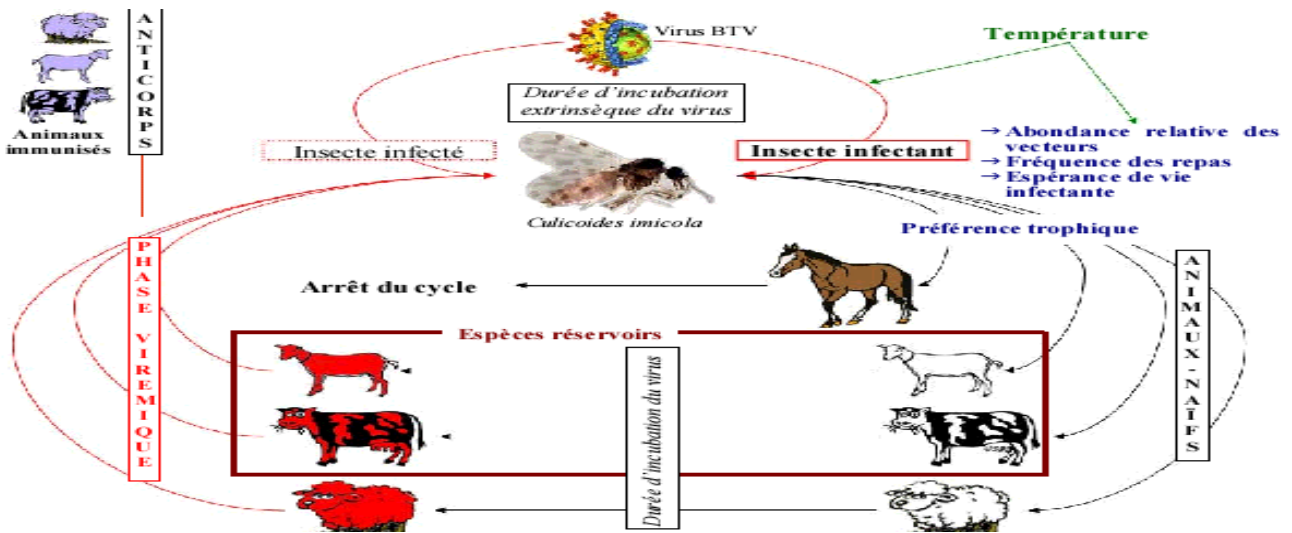 ANTICORPS
Animaux
immunisés
Virus BTV
Température
Durée d'incubation
extrinsèque du virus
Insecte infecté
Insecte infectant
→ Abondance relative des
vecteurs
→ Fréquence des repas
→ Espérance de vie
infectante
Culicoides imicola
Préférence trophique
PHASE VIREMIQUE
Arrêt du cycle
ANIMAUX-NAÏFS
Espèces réservoirs
Durée d'incubation du virus